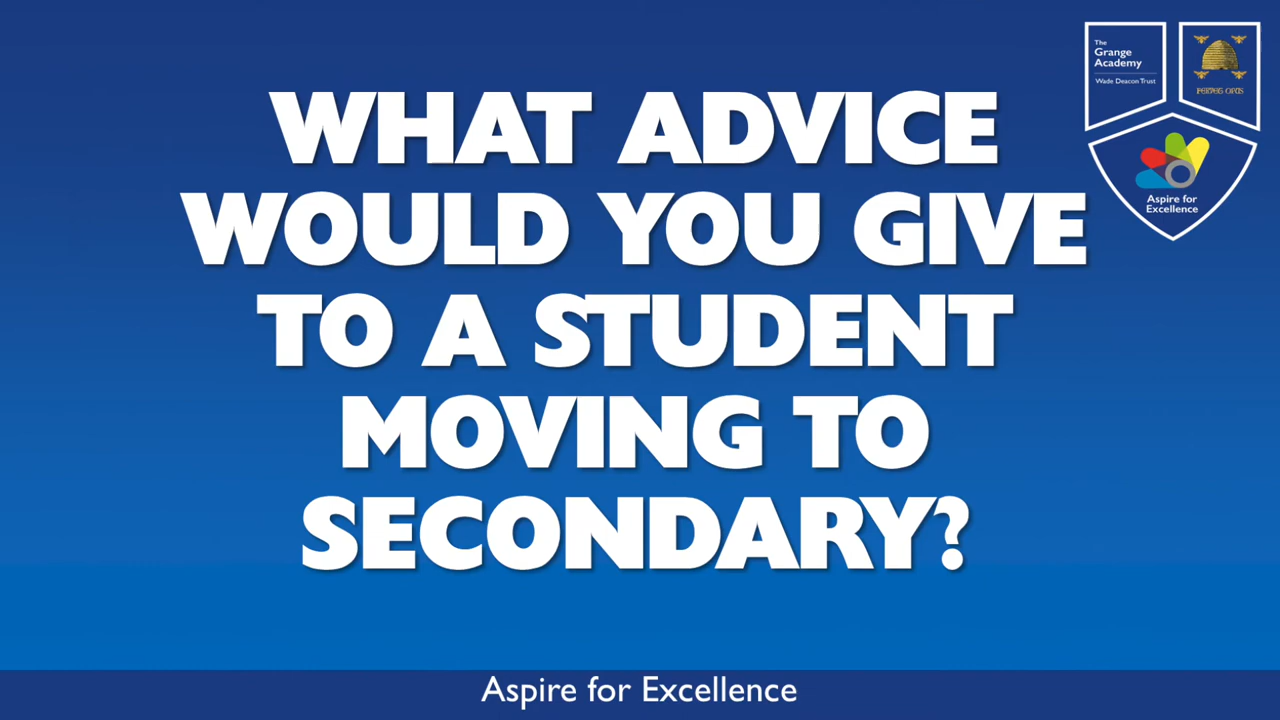 WHAT ADVICE
WOULD YOU GIVE
TO A STUDENT
MOVING TO
SECONDARY?
The
Grange
Academy
Wade Deacon Trust
Aspire for
Excellence
Aspire for Excellence